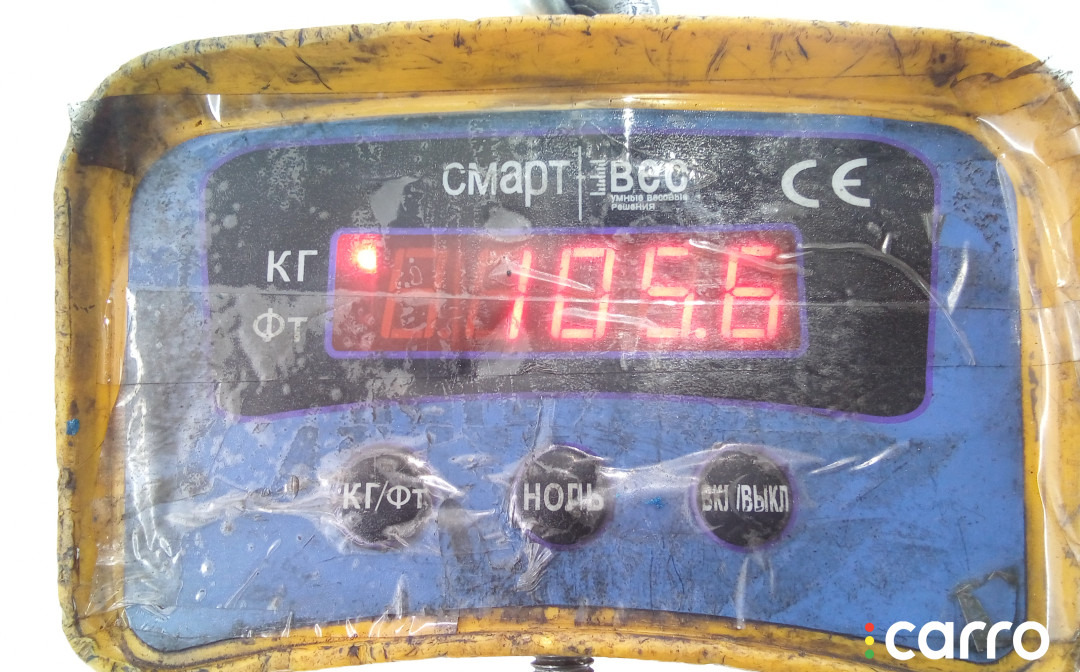 смарт вес
умные весовые
решения
CE
КГ
105.6
Фт
КГ/Фт
НОЛЬ
ВКЛ/ВЫКЛ
carro